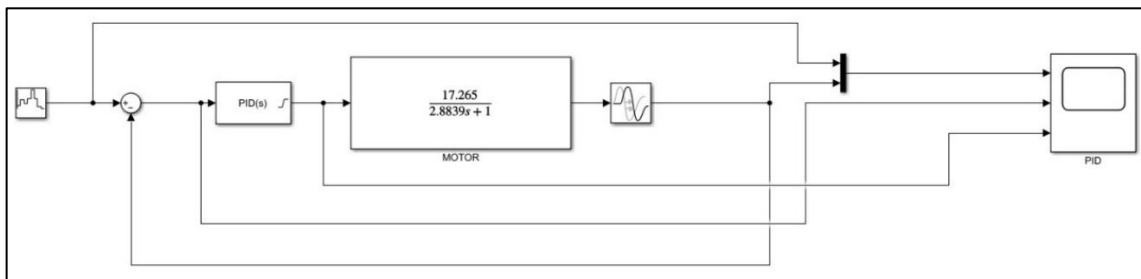 +
−
PID(s)
17.265
2.8839s + 1
MOTOR
PID